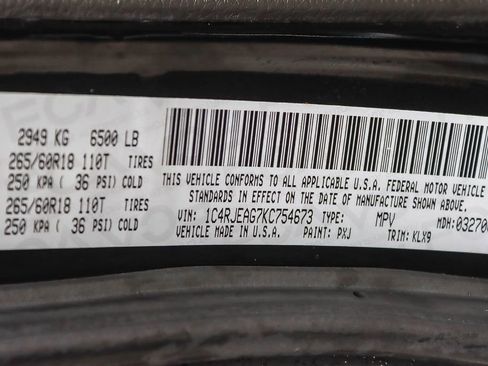 2949 KG 6500 LB
265/60R18 110T TIRES
250 KPA ( 36 PSI) COLD
265/60R18 110T TIRES
250 KPA ( 36 PSI) COLD
THIS VEHICLE CONFORMS TO ALL APPLICABLE U.S.A. FEDERAL MOTOR VEHICLE
STANDARDS IN EFFECT ON THE DATE OF MANUFACTURE SHOWN ABOVE.
VIN: 1C4RJEAG7KC754673 TYPE: MPV MDH: 03270
VEHICLE MADE IN U.S.A. PAINT: PXJ TRIM: KLX9